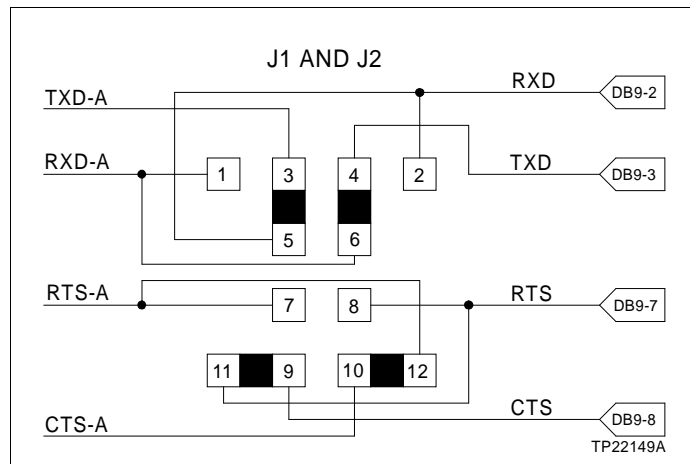 J1 AND J2
TXD-A
RXD
DB9-2
RXD-A
1
3
4
2
TXD
DB9-3
5
6
RTS-A
7
8
RTS
DB9-7
11
9
10
12
CTS-A
CTS
DB9-8
TP22149A